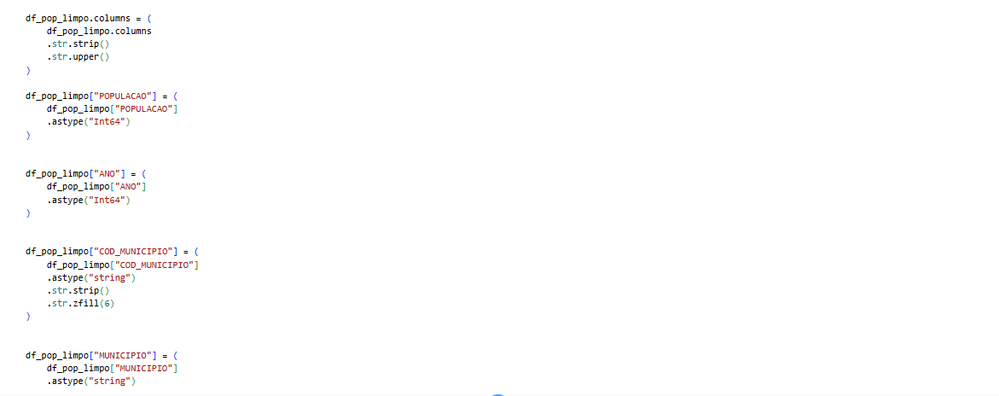 df_pop_limpo.columns = (
    df_pop_limpo.columns
    .str.strip()
    .str.upper()
)
df_pop_limpo["POPULACAO"] = (
    df_pop_limpo["POPULACAO"]
    .astype("Int64")
)
df_pop_limpo["ANO"] = (
    df_pop_limpo["ANO"]
    .astype("Int64")
)
df_pop_limpo["COD_MUNICIPIO"] = (
    df_pop_limpo["COD_MUNICIPIO"]
    .astype("string")
    .str.strip()
    .str.zfill(6)
)
df_pop_limpo["MUNICIPIO"] = (
    df_pop_limpo["MUNICIPIO"]
    .astype("string")